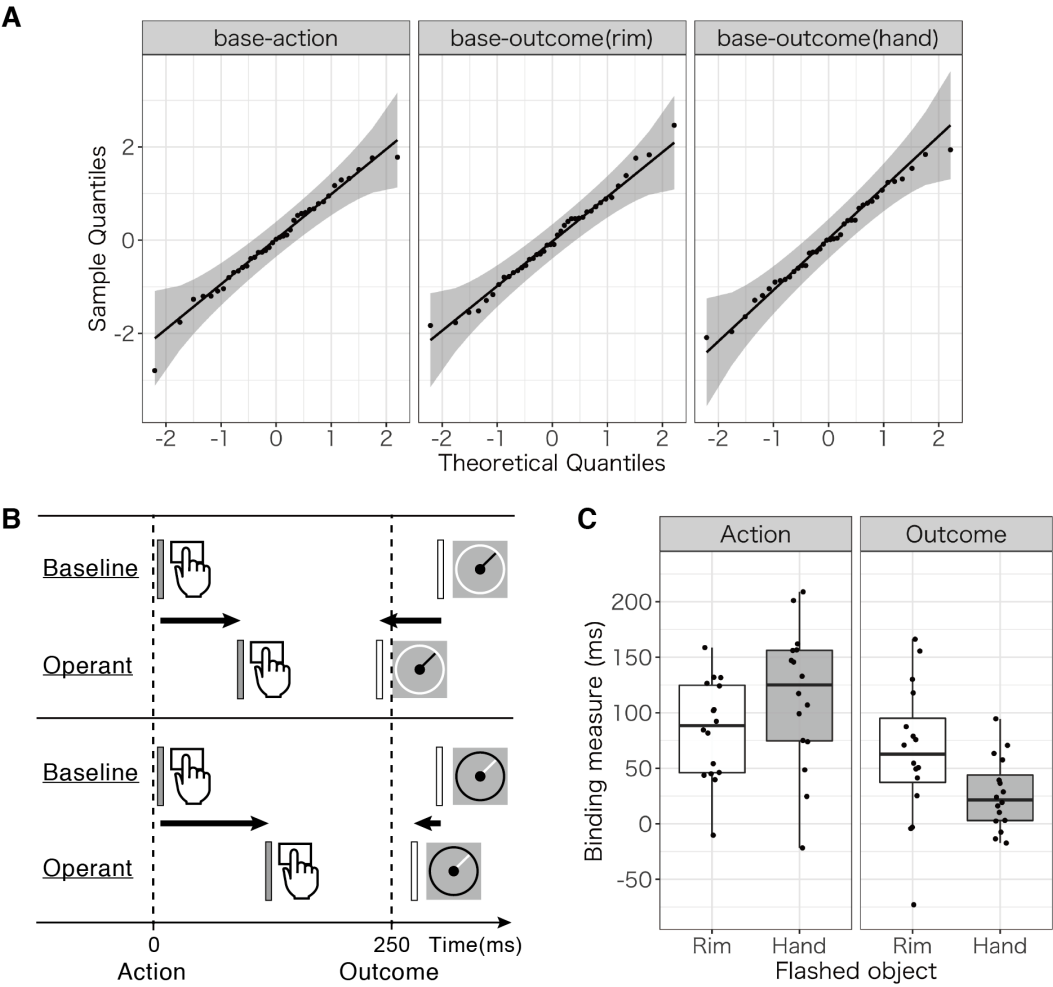 A
base-action base-outcome(rim) base-outcome(hand)
Sample Quantiles
2
0
-2
-2 -1 0 1 2 -2 -1 0 1 2 -2 -1 0 1 2
Theoretical Quantiles
B
Baseline
Operant
Baseline
Operant
0 250 Time(ms)
Action Outcome
C
Action Outcome
Binding measure (ms)
200
150
100
50
0
-50
Rim Hand Rim Hand
Flashed object